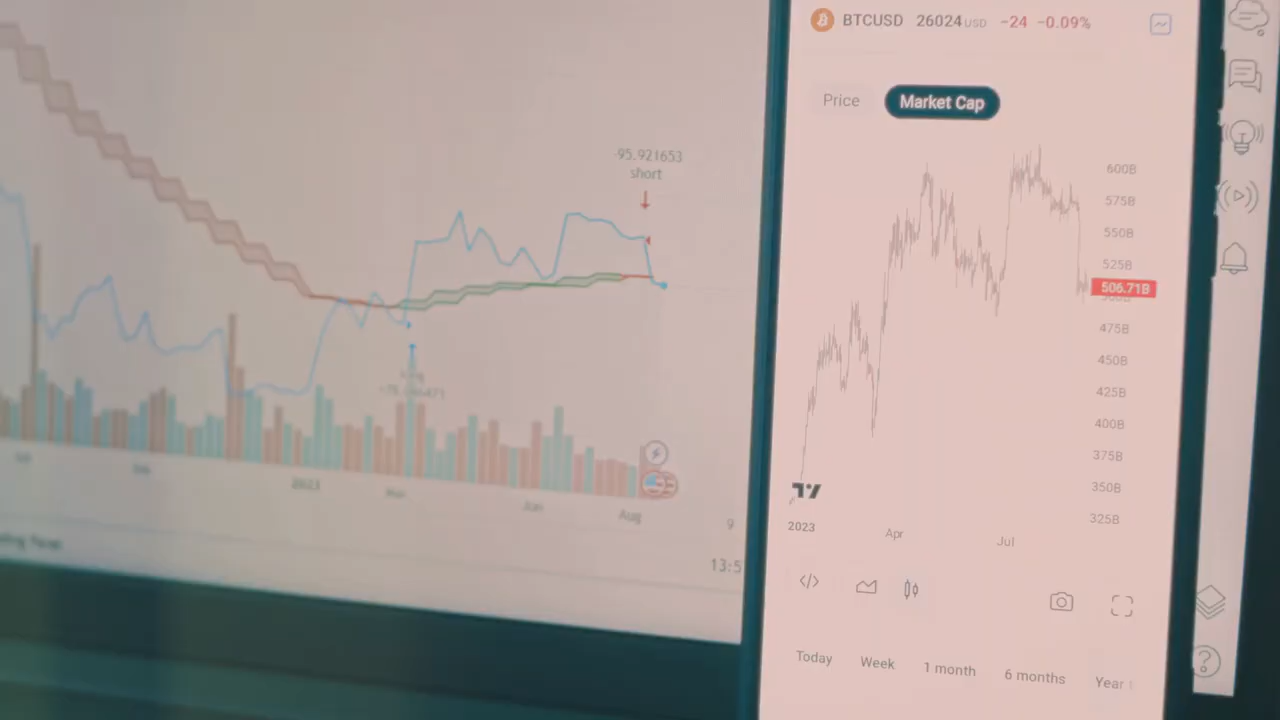 BTCUSD 26024 USD −24 −0.09%
Price Market Cap
-95.921653
short
600B
575B
550B
525B
506.71B
500B
475B
450B
425B
400B
375B
350B
325B
2023
Aug
9
13:5
2023 Apr Jul
Today Week 1 month 6 months Year